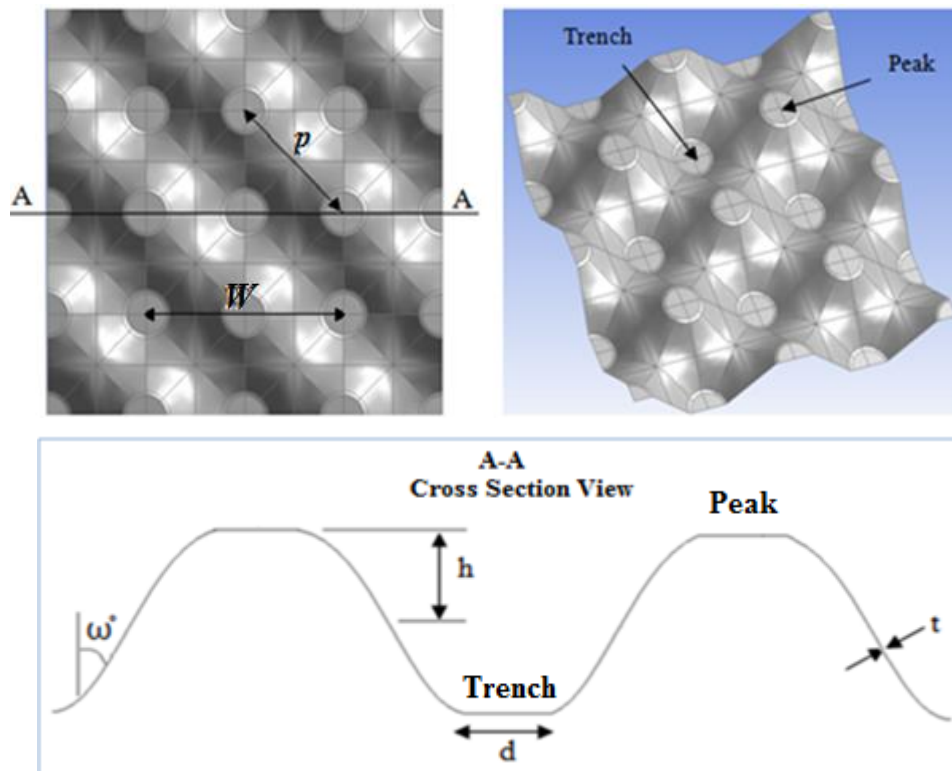 Trench
Peak
p
A
A
W
A-A
Cross Section View
Peak
h
ω°
t
Trench
d